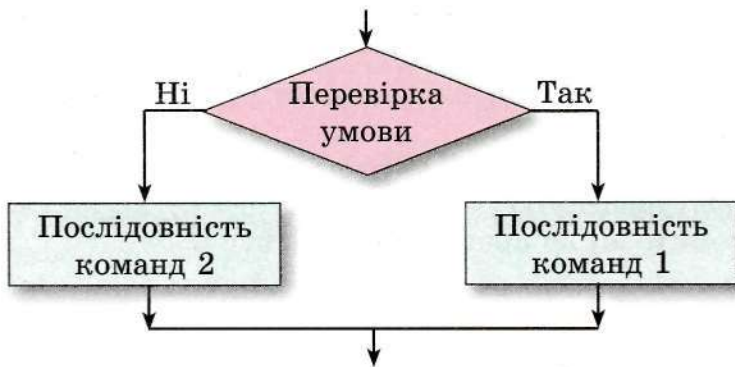 Ні
Перевірка
умови
Так
Послідовність
команд 2
Послідовність
команд 1